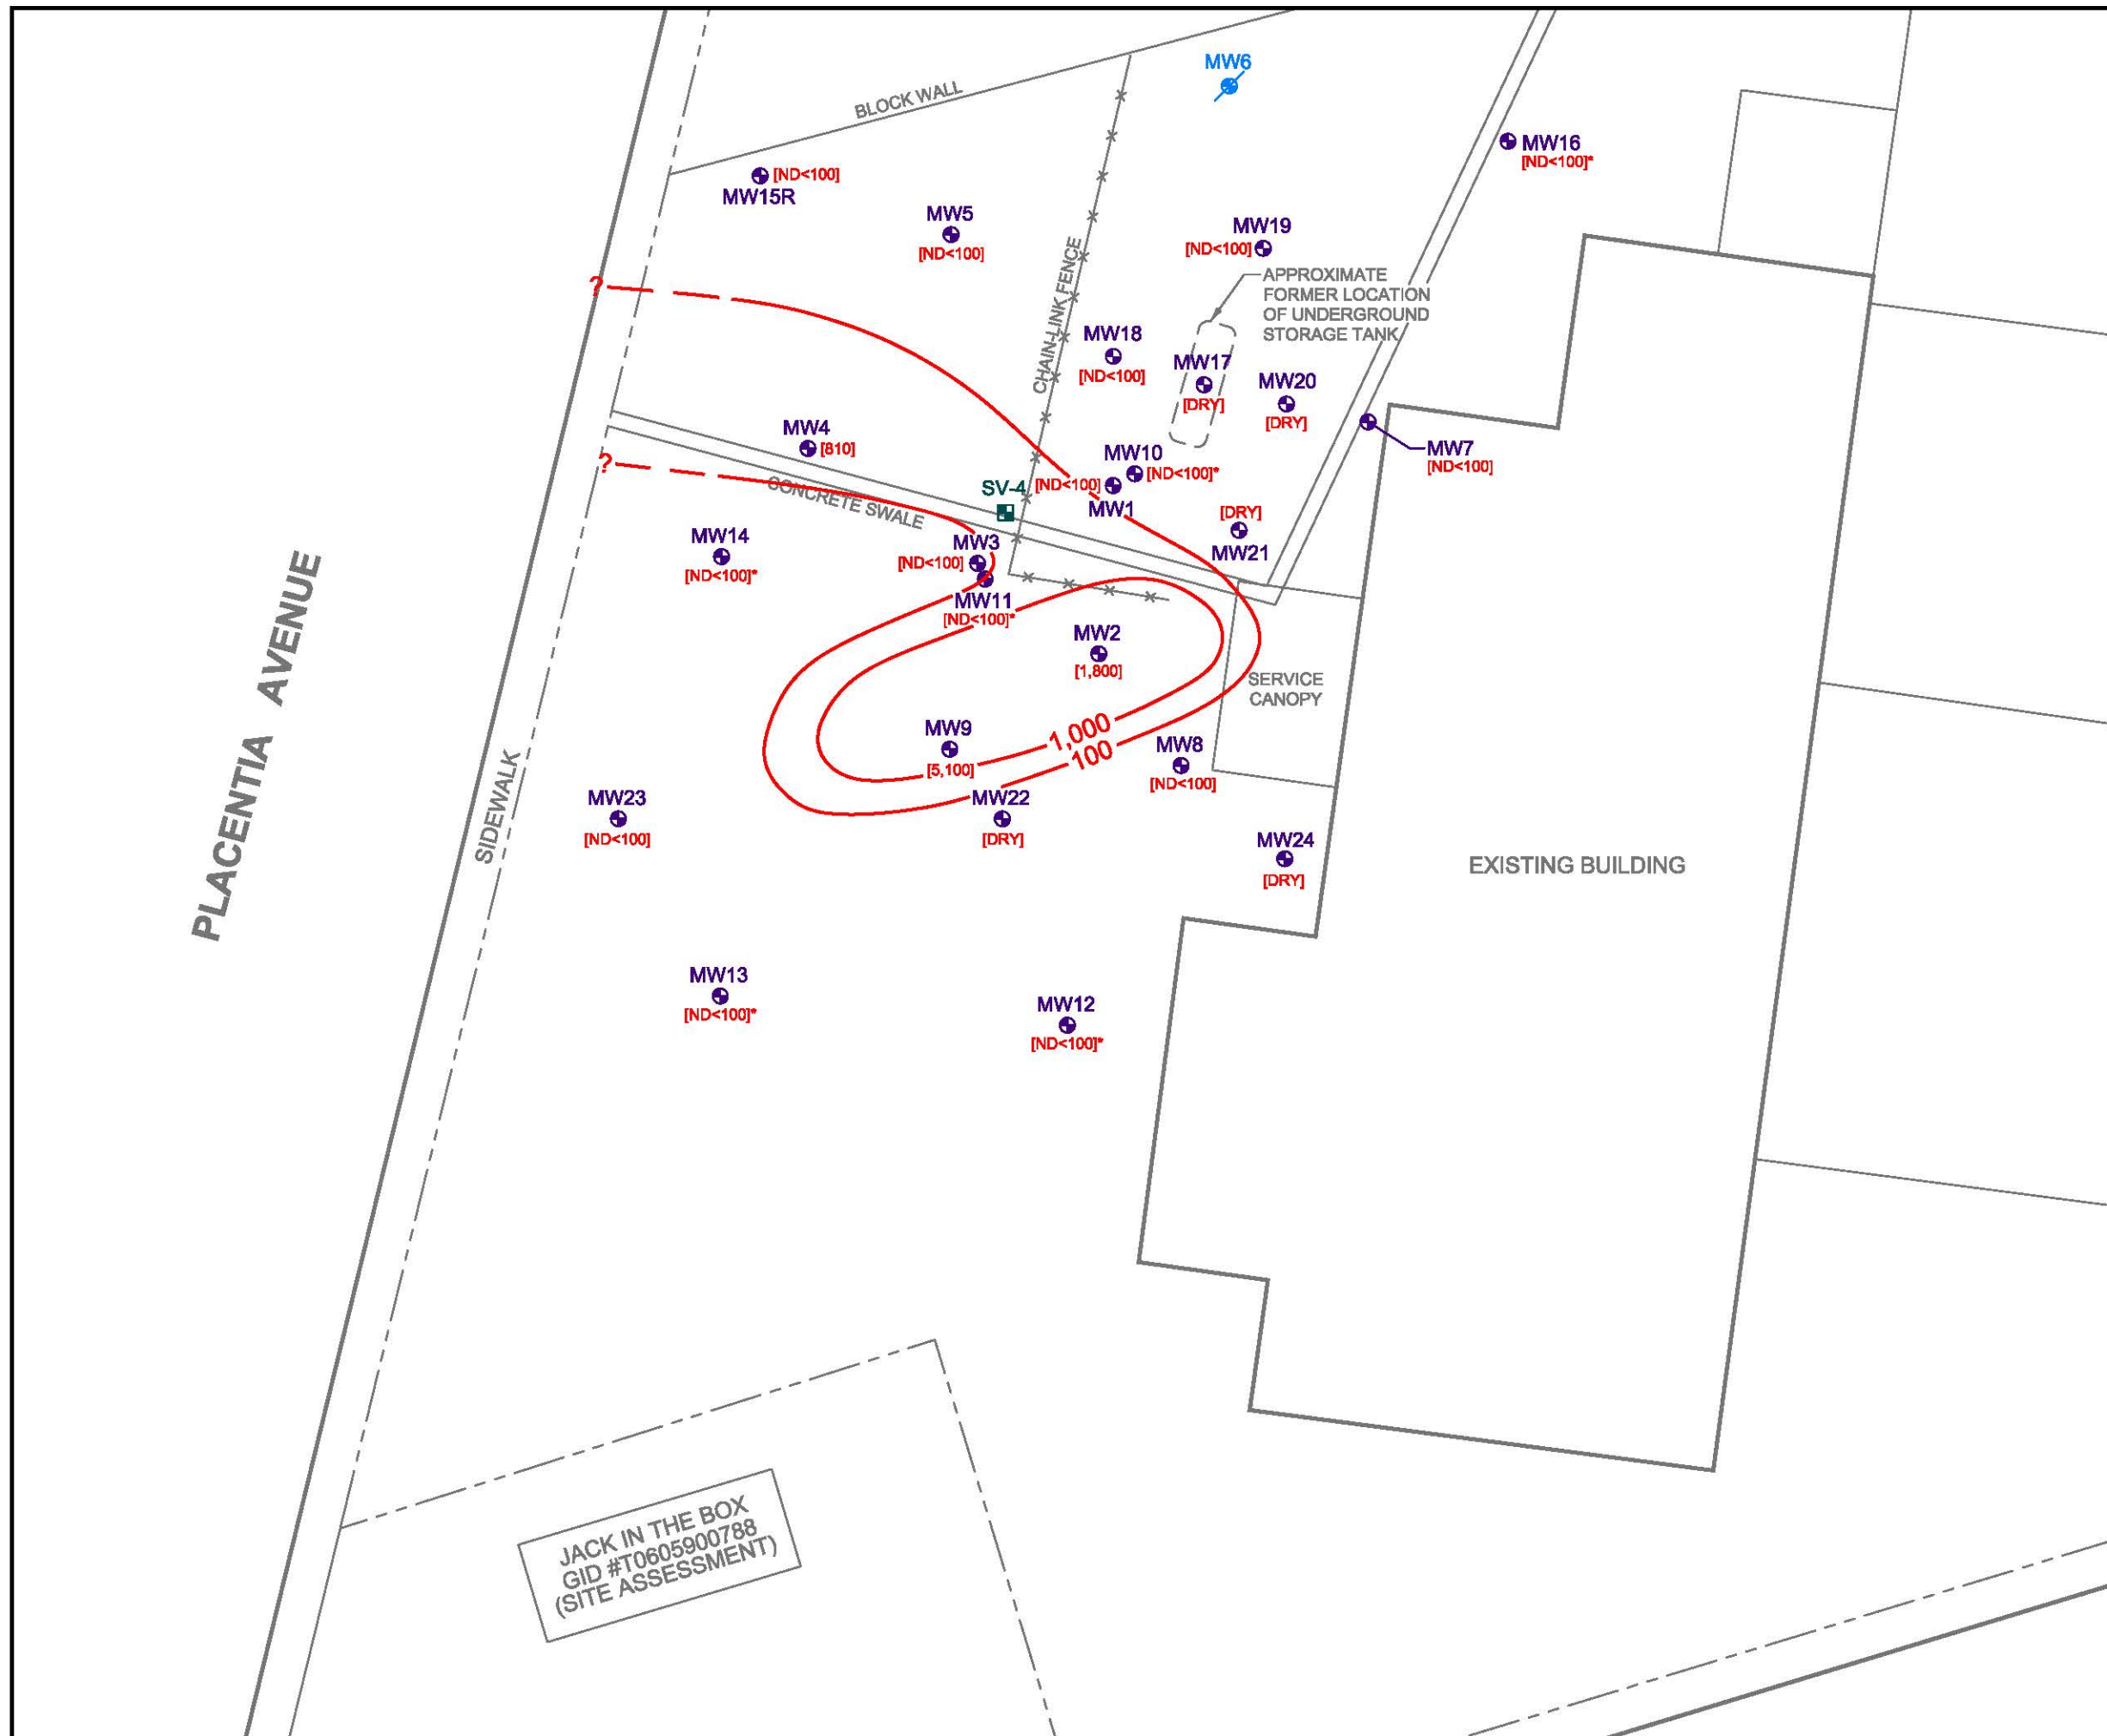 MW6
BLOCK WALL
MW16
[ND<100]*
[ND<100]
MW15R
MW5
[ND<100]
MW19
[ND<100]
CHAIN-LINK FENCE
APPROXIMATE
FORMER LOCATION
OF UNDERGROUND
STORAGE TANK
?
MW18
[ND<100]
MW17
[DRY]
MW20
[DRY]
MW4
[810]
MW7
[ND<100]
?
MW10
[ND<100]*
[ND<100]
MW1
SV-4
CONCRETE SWALE
[DRY]
MW21
MW14
[ND<100]*
MW3
[ND<100]
MW11
[ND<100]*
MW2
[1,800]
SERVICE
CANOPY
PLACENTIA AVENUE
SIDEWALK
MW9
[5,100]
1,000
100
MW8
[ND<100]
MW23
[ND<100]
MW22
[DRY]
MW24
[DRY]
EXISTING BUILDING
MW13
[ND<100]*
MW12
[ND<100]*
JACK IN THE BOX
GID #T0605900788
(SITE ASSESSMENT)